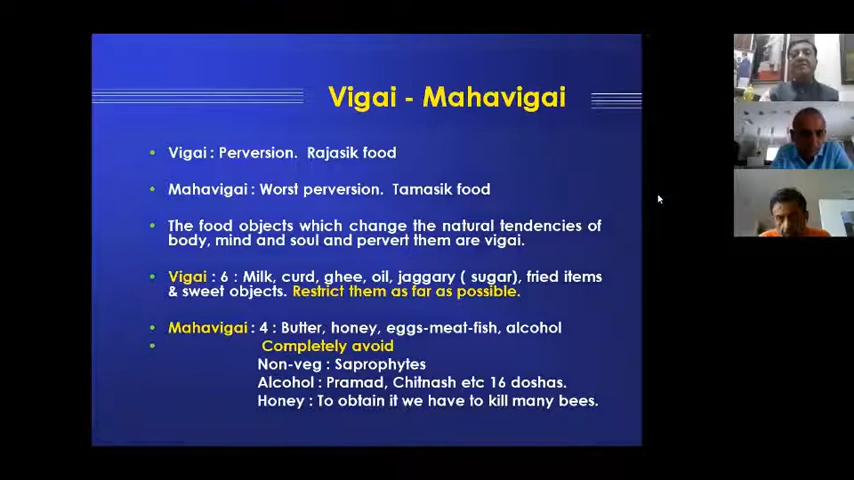 Vigai - Mahavigai
• Vigai : Perversion. Rajasik food
• Mahavigai : Worst perversion. Tamasik food
• The food objects which change the natural tendencies of
body, mind and soul and pervert them are vigai.
• Vigai : 6 : Milk, curd, ghee, oil, jaggary ( sugar), fried items
& sweet objects. Restrict them as far as possible.
• Mahavigai : 4 : Butter, honey, eggs-meat-fish, alcohol
• Completely avoid
Non-veg : Saprophytes
Alcohol : Pramad, Chitnash etc 16 doshas.
Honey : To obtain it we have to kill many bees.